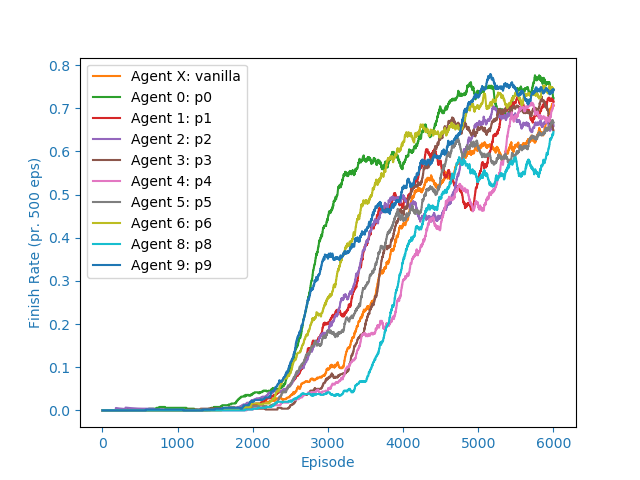 0.8
0.7
0.6
0.5
0.4
0.3
0.2
0.1
0.0
Finish Rate (pr. 500 eps)
Agent X: vanilla
Agent 0: p0
Agent 1: p1
Agent 2: p2
Agent 3: p3
Agent 4: p4
Agent 5: p5
Agent 6: p6
Agent 8: p8
Agent 9: p9
0 1000 2000 3000 4000 5000 6000
Episode